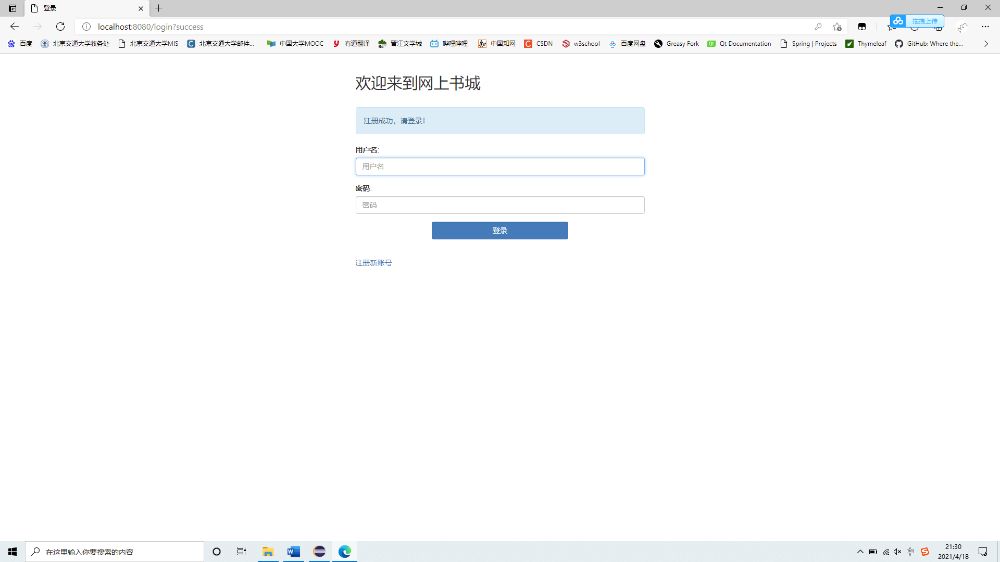 登录
localhost:8080/login?success
拖拽上传
百度
北京交通大学教务处
北京交通大学MIS
北京交通大学邮件...
中国大学MOOC
有道翻译
晋江文学城
哔哩哔哩
中国知网
CSDN
w3school
百度网盘
Greasy Fork
Qt Documentation
Spring | Projects
Thymeleaf
GitHub: Where the...
欢迎来到网上书城
注册成功，请登录！
用户名:
用户名
密码:
密码
登录
注册新账号
在这里输入你要搜索的内容
中
21:30
2021/4/18